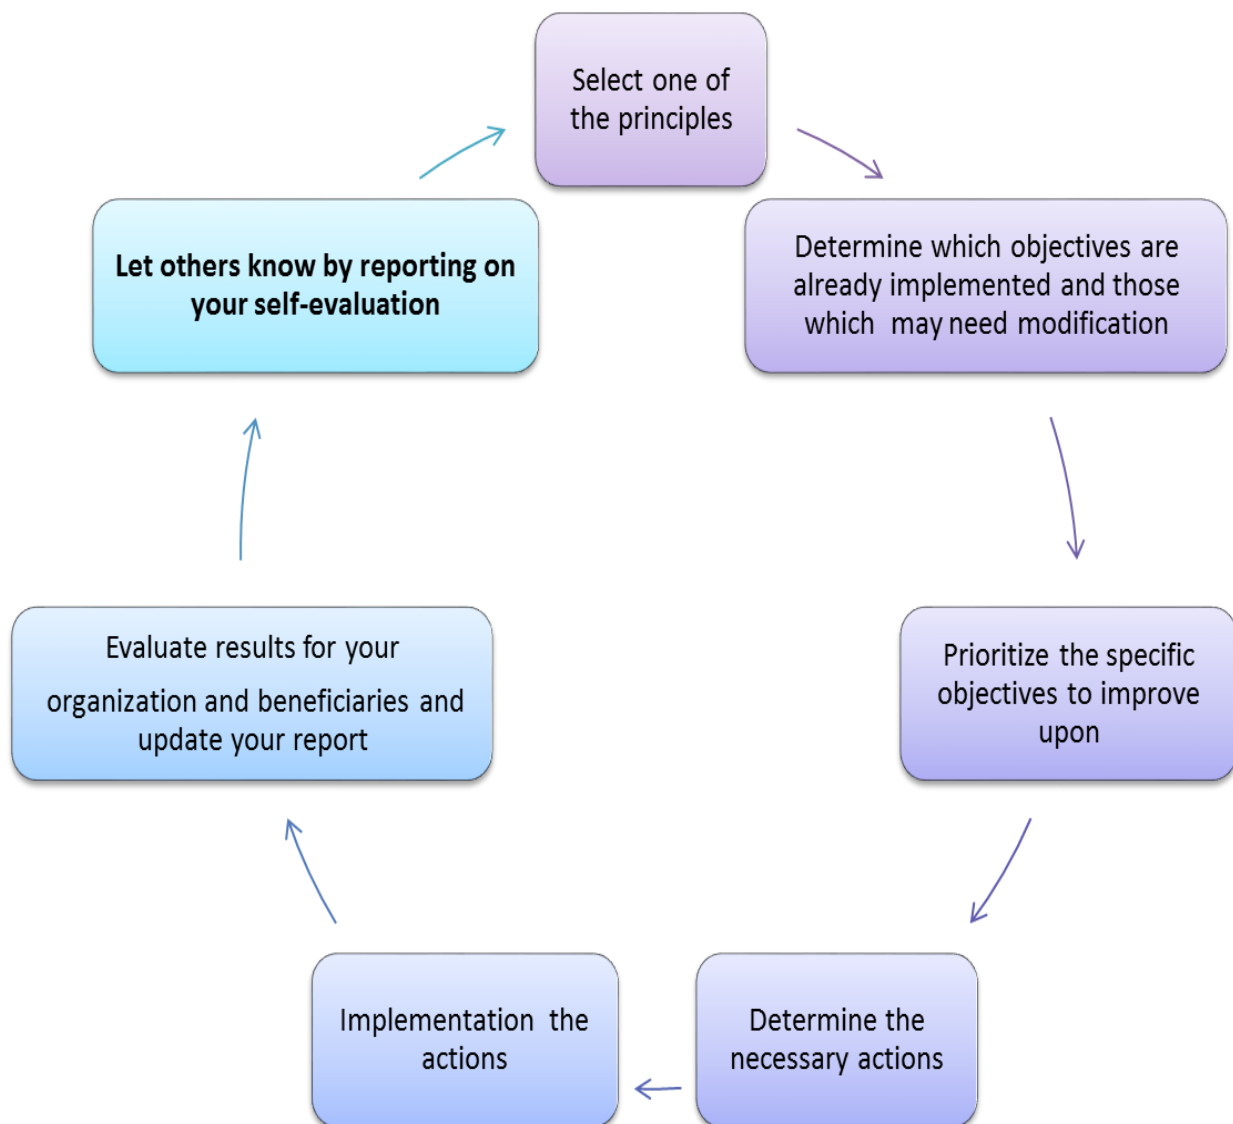 Select one of
the principles
Determine which objectives are
already implemented and those
which may need modification
Prioritize the specific
objectives to improve
upon
Determine the
necessary actions
Implementation the
actions
Evaluate results for your
organization and beneficiaries and
update your report
Let others know by reporting on
your self-evaluation